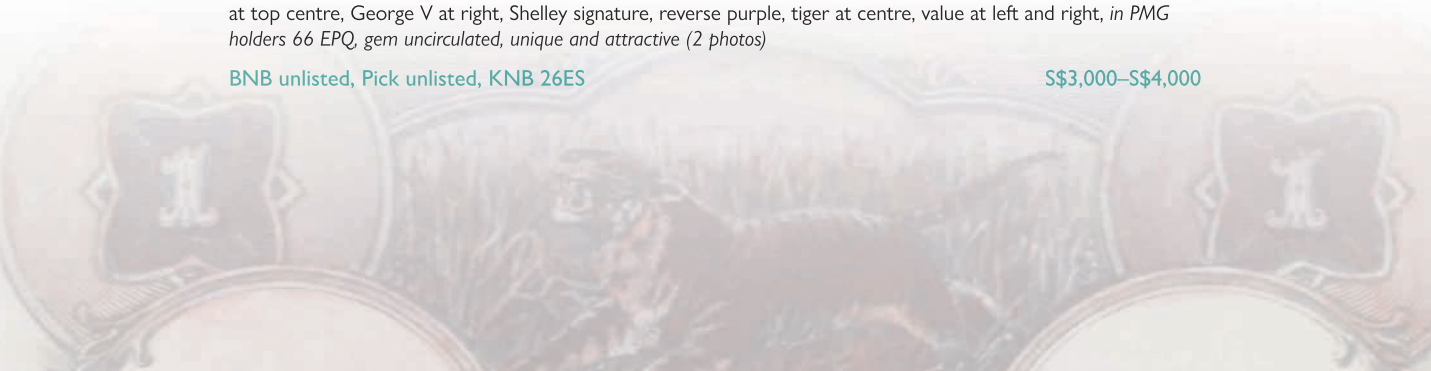 at top centre, George V at right, Shelley signature, reverse purple, tiger at centre, value at left and right, in PMG
holders 66 EPQ, gem uncirculated, unique and attractive (2 photos)
BNB unlisted, Pick unlisted, KNB 26ES S$3,000–S$4,000
1 1